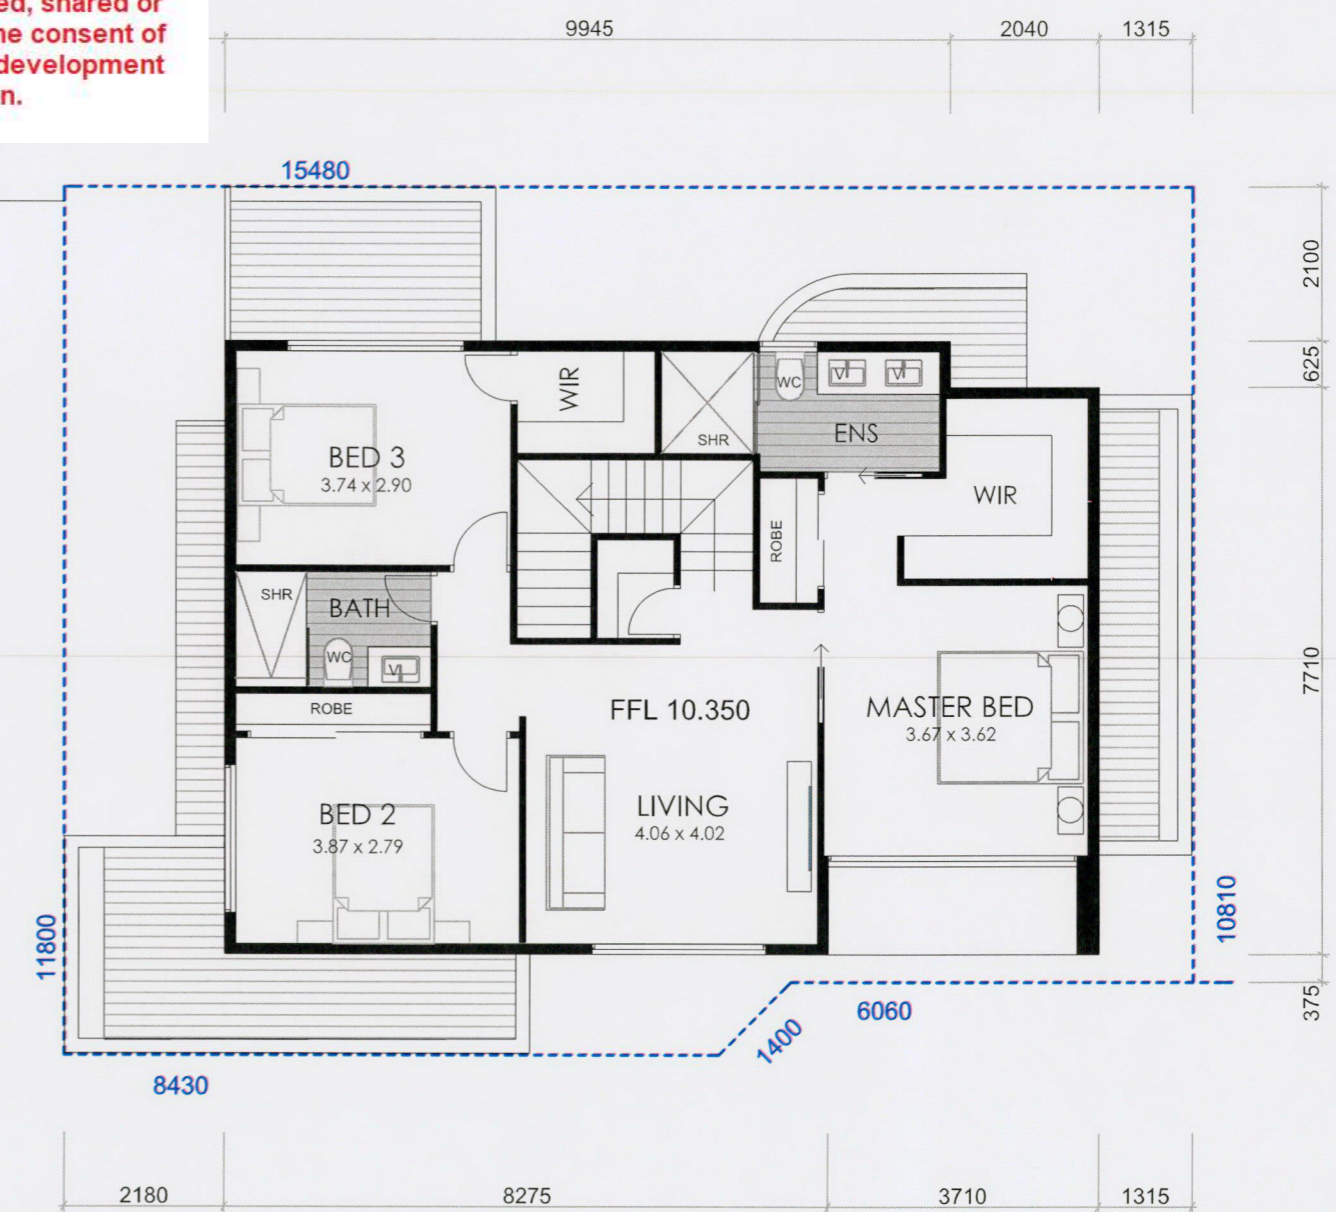 ed, shared or
ne consent of
development
n.
9945
2040
1315
15480
2100
625
7710
375
10810
11800
WIR
WC
V
V
SHR
ENS
BED 3
3.74 x 2.90
WIR
ROBE
SHR
BATH
WC
V
ROBE
FFL 10.350
MASTER BED
3.67 x 3.62
LIVING
4.06 x 4.02
BED 2
3.87 x 2.79
6060
1400
8430
2180
8275
3710
1315